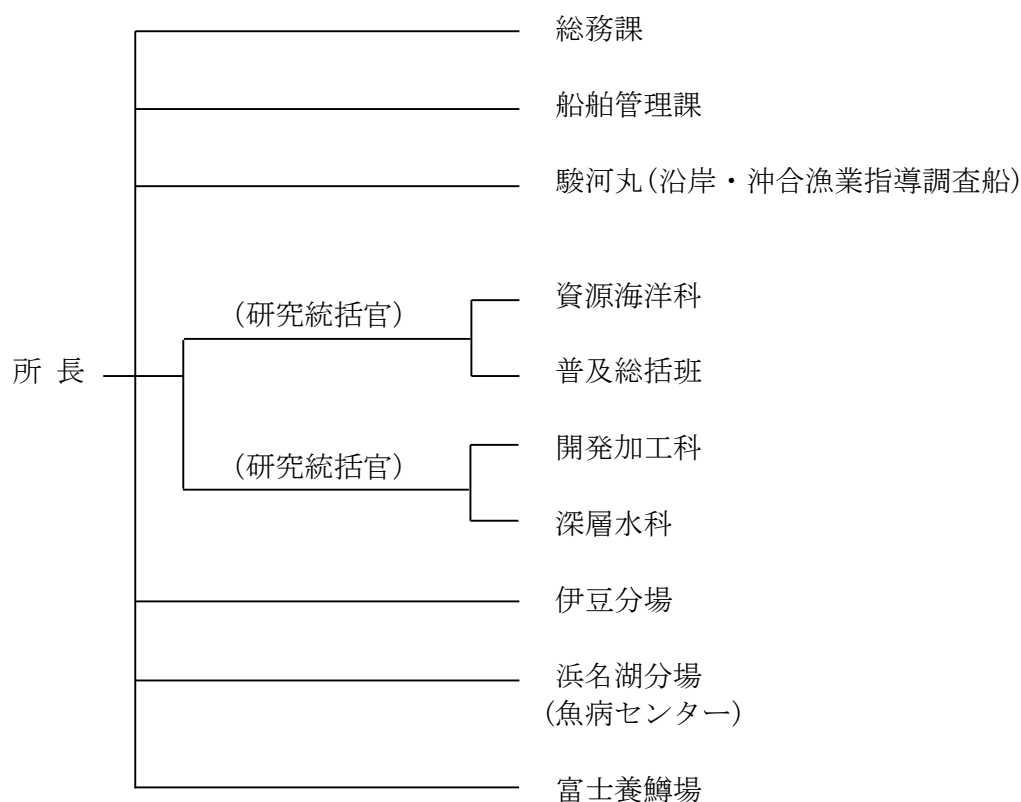 総務課
船舶管理課
駿河丸(沿岸・沖合漁業指導調査船)
(研究統括官)
資源海洋科
普及総括班
所 長
(研究統括官)
開発加工科
深層水科
伊豆分場
浜名湖分場
(魚病センター)
富士養鱒場